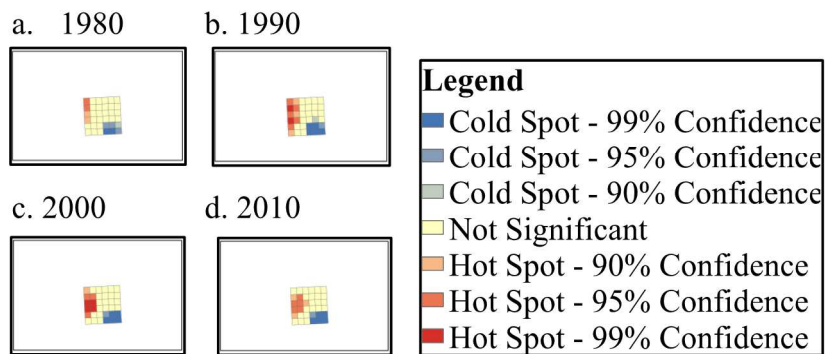 a. 1980
b. 1990
c. 2000
d. 2010
Legend
Cold Spot - 99% Confidence
Cold Spot - 95% Confidence
Cold Spot - 90% Confidence
Not Significant
Hot Spot - 90% Confidence
Hot Spot - 95% Confidence
Hot Spot - 99% Confidence